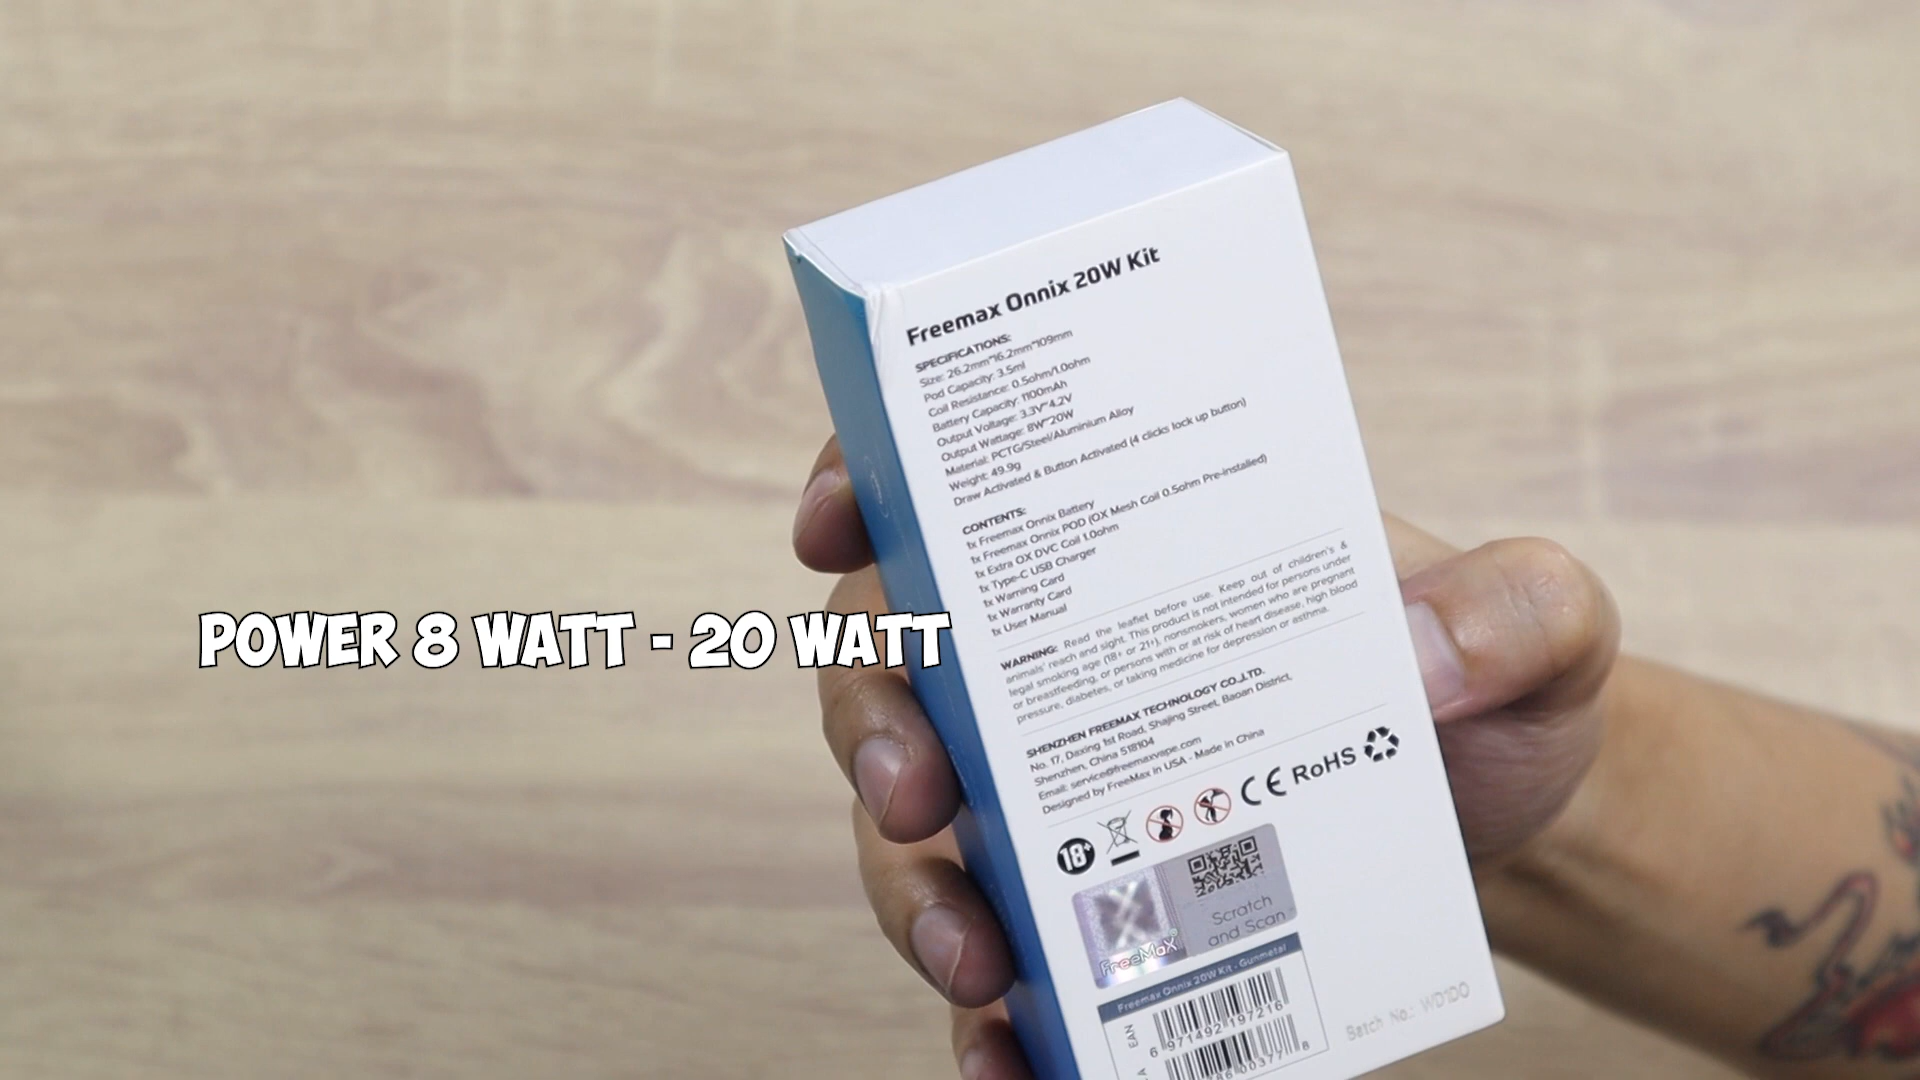 Freemax Onnix 20W Kit
SPECIFICATIONS:
Size: 26.2mm*16.2mm*109mm
Pod Capacity: 3.5ml
Coil Resistance: 0.5ohm/1.0ohm
Battery Capacity: 1100mAh
Output Voltage: 3.3V~4.2V
Output Wattage: 8W~20W
Material: PCTG/Steel/Aluminium Alloy
Weight: 49.9g
Draw Activated & Button Activated (4 clicks lock up button)
CONTENTS:
1x Freemax Onnix Battery
1x Freemax Onnix POD (OX Mesh Coil 0.5ohm Pre-installed)
1x Extra OX DVC Coil 1.0ohm
1x Type-C USB Charger
1x Warning Card
1x Warranty Card
1x User Manual
POWER 8 WATT - 20 WATT
WARNING: Read the leaflet before use. Keep out of children's &
animals' reach and sight. This product is not intended for persons under
legal smoking age (18+ or 21+), nonsmokers, women who are pregnant
or breastfeeding, or persons with or at risk of heart disease, high blood
pressure, diabetes, or taking medicine for depression or asthma.
SHENZHEN FREEMAX TECHNOLOGY CO.,LTD.
No. 17, Daxing 1st Road, Shajing Street, Baoan District,
Shenzhen, China 518104
Email: service@freemaxvape.com
Designed by FreeMax in USA - Made in China
18+
CE RoHS
Scratch
and Scan
FreeMaX®
Freemax Onnix 20W Kit - Gunmetal
EAN
6 971492 197216
Batch No.: WD1DO